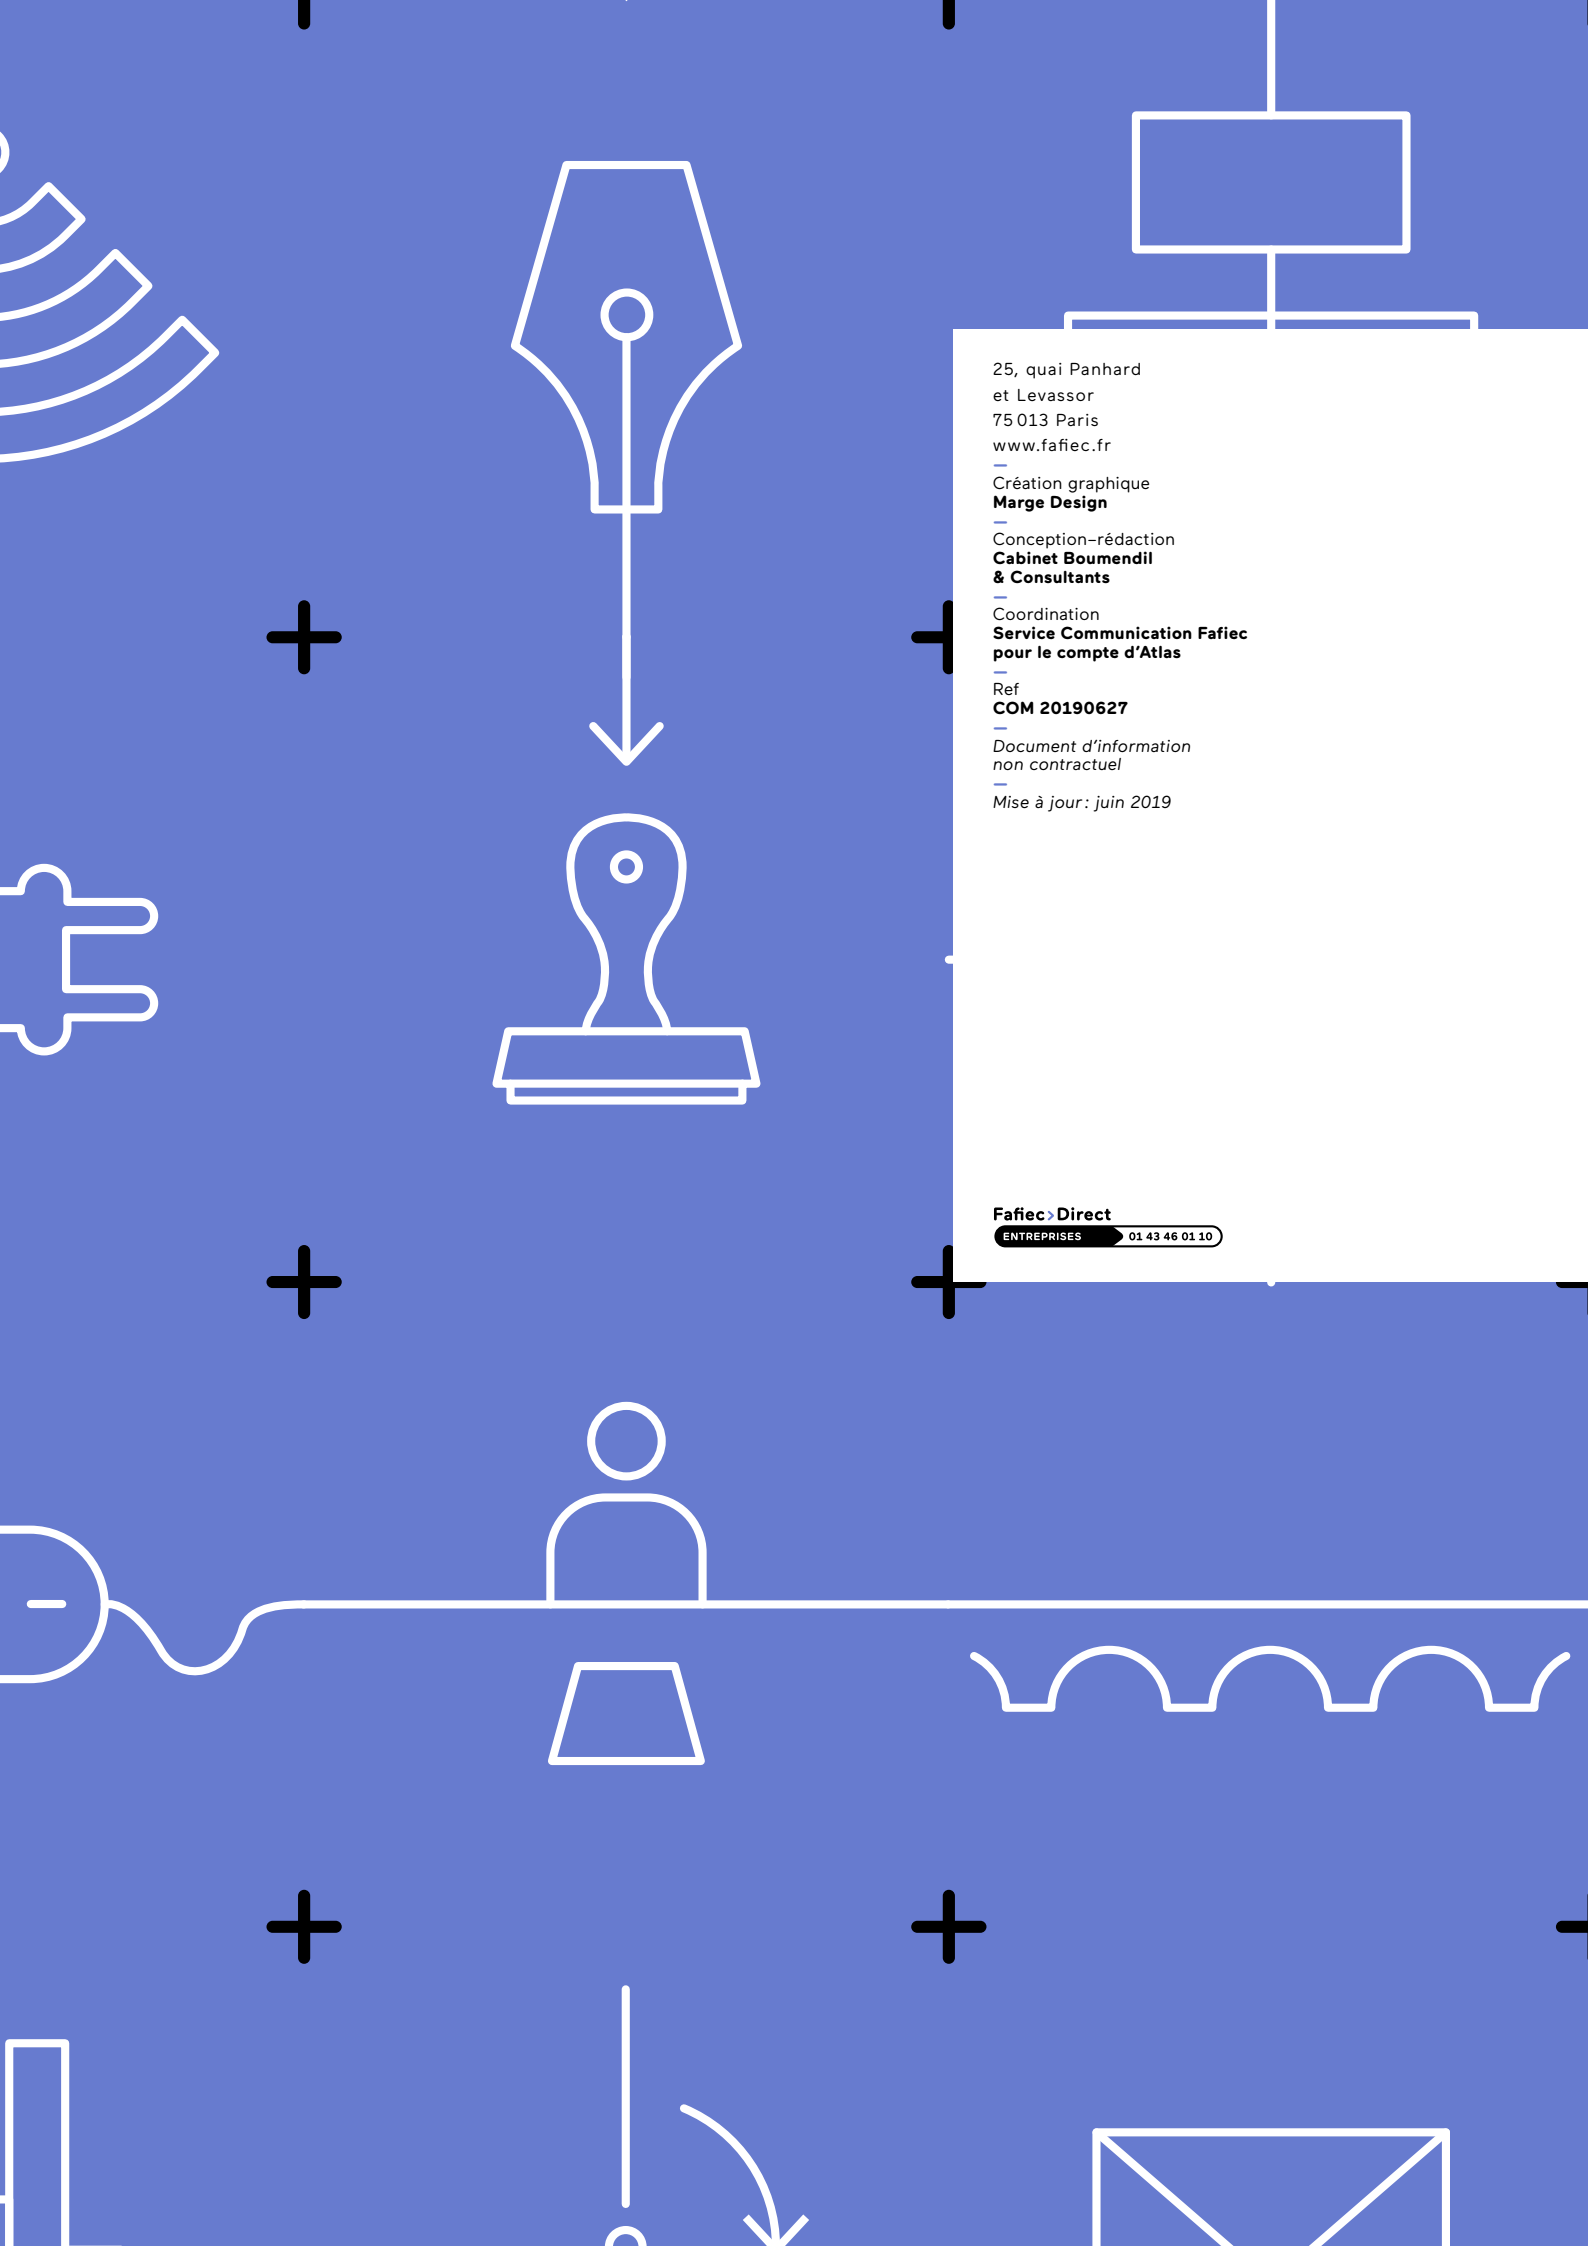 25, quai Panhard
et Levassor
75 013 Paris
www.fafiec.fr
Création graphique
Marge Design
Conception–rédaction
Cabinet Boumendil
& Consultants
Coordination
Service Communication Fafiec
pour le compte d’Atlas
Ref
COM 20190627
Document d’information
non contractuel
Mise à jour : juin 2019
Fafiec>Direct
ENTREPRISES 01 43 46 01 10